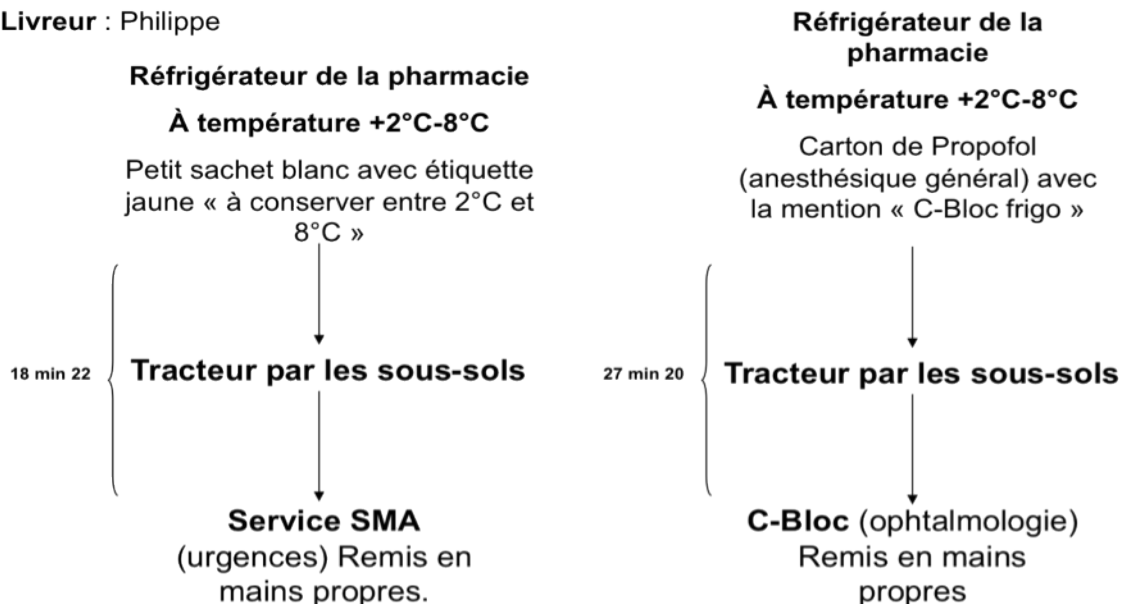 Livreur : Philippe
Réfrigérateur de la pharmacie
À température +2°C-8°C
Petit sachet blanc avec étiquette
jaune « à conserver entre 2°C et
8°C »
18 min 22
Tracteur par les sous-sols
Service SMA
(urgences) Remis en
mains propres.
Réfrigérateur de la
pharmacie
À température +2°C-8°C
Carton de Propofol
(anesthésique général) avec
la mention « C-Bloc frigo »
27 min 20
Tracteur par les sous-sols
C-Bloc (ophtalmologie)
Remis en mains
propres